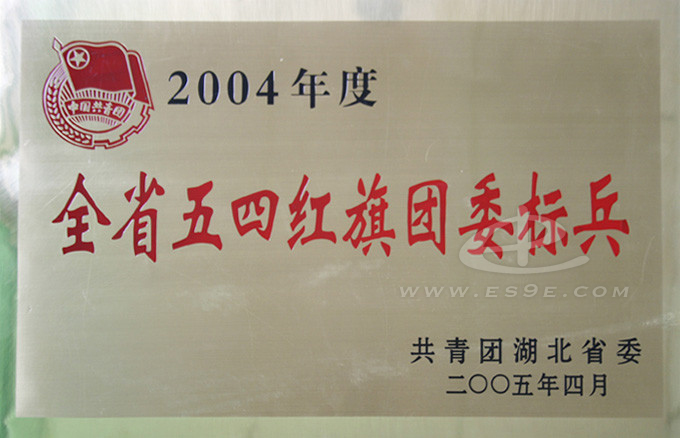 中国共青团
2004年度
全省五四红旗团委标兵
WWW.ES9E.COM
共青团湖北省委
二〇〇五年四月